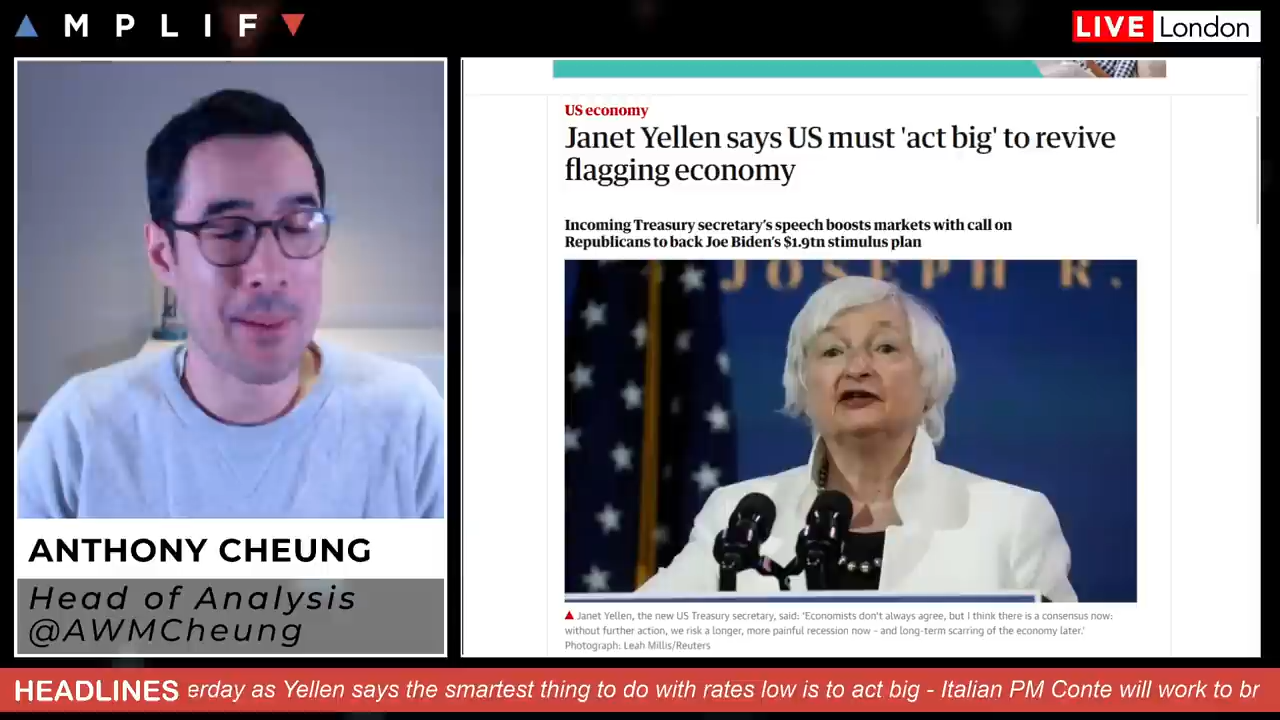 AMPLIFY
LIVE London
US economy
Janet Yellen says US must 'act big' to revive
flagging economy
Incoming Treasury secretary's speech boosts markets with call on
Republicans to back Joe Biden's $1.9tn stimulus plan
JOSEPH R.
Janet Yellen, the new US Treasury secretary, said: 'Economists don't always agree, but I think there is a consensus now:
without further action, we risk a longer, more painful recession now – and long-term scarring of the economy later.'
Photograph: Leah Millis/Reuters
ANTHONY CHEUNG
Head of Analysis
@AWMCheung
HEADLINES erday as Yellen says the smartest thing to do with rates low is to act big - Italian PM Conte will work to br